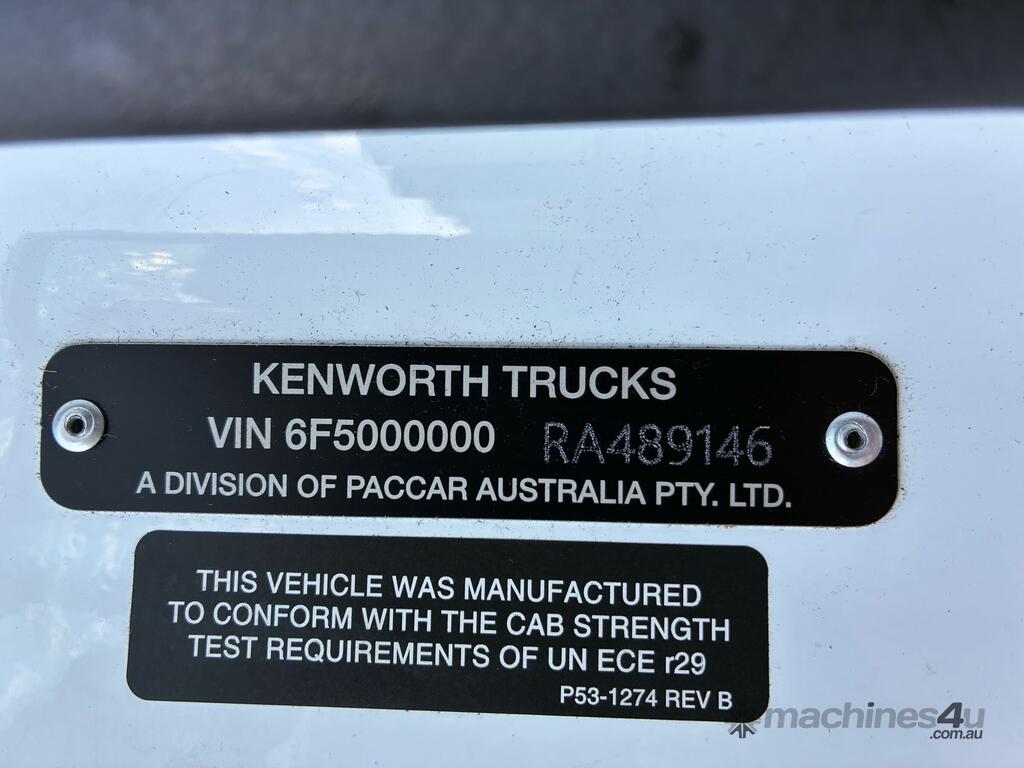 KENWORTH TRUCKS
VIN 6F5000000 RA489146
A DIVISION OF PACCAR AUSTRALIA PTY. LTD.
THIS VEHICLE WAS MANUFACTURED
TO CONFORM WITH THE CAB STRENGTH
TEST REQUIREMENTS OF UN ECE r29
P53-1274 REV B
machines4u
.com.au